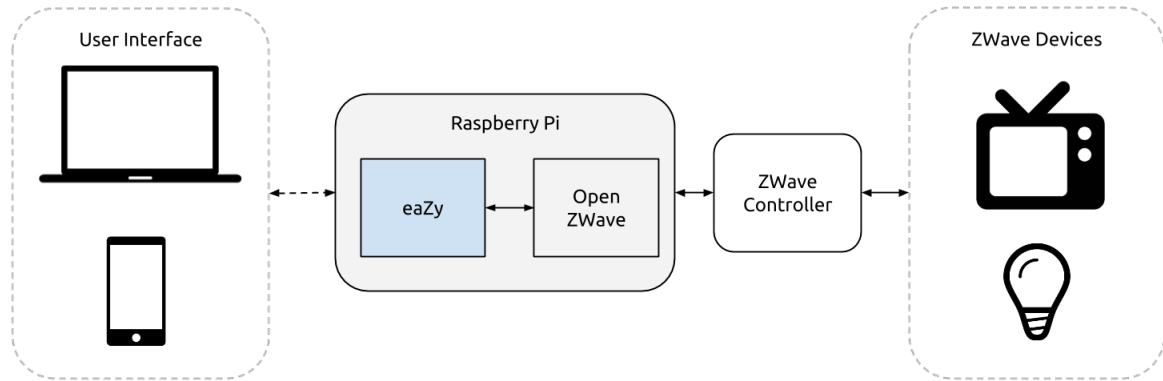 User Interface
Raspberry Pi
eaZy
Open
ZWave
ZWave
Controller
ZWave Devices